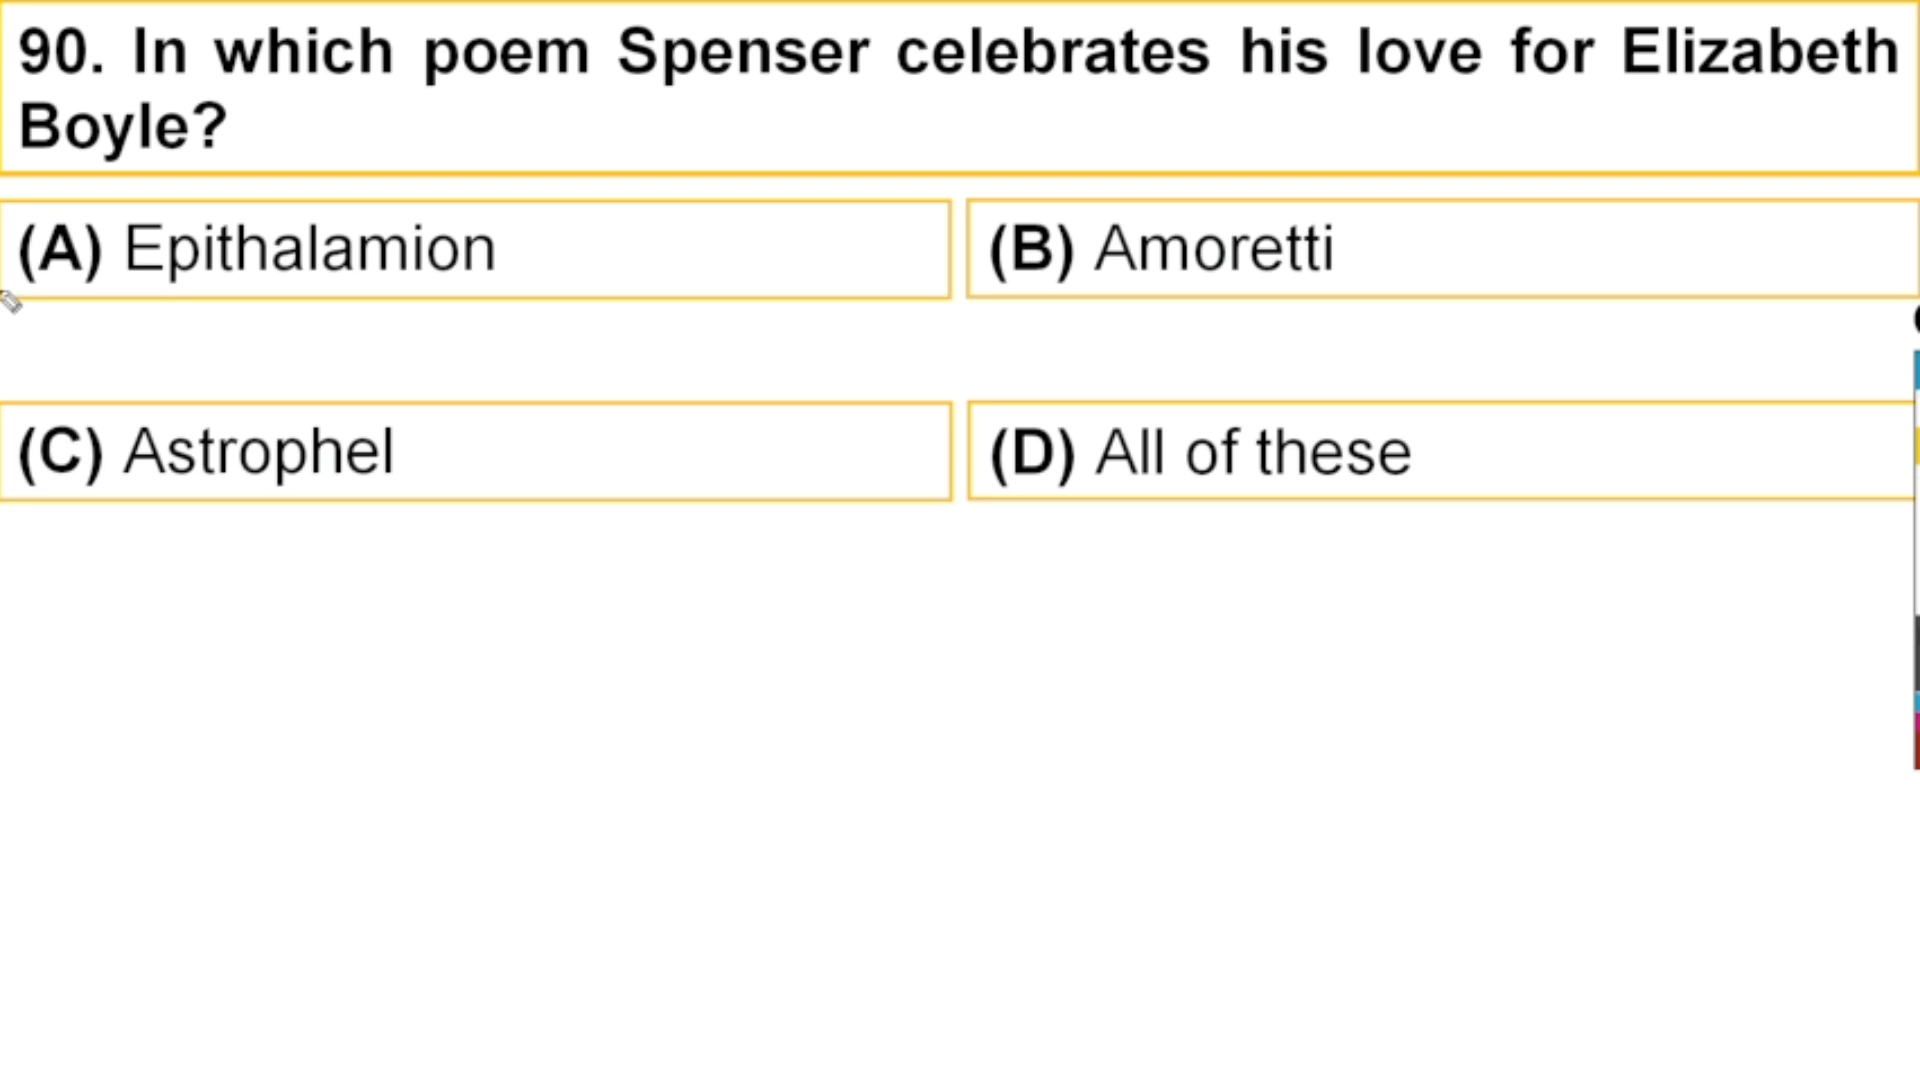 90. In which poem Spenser celebrates his love for Elizabeth
Boyle?
(A) Epithalamion
(B) Amoretti
(C) Astrophel
(D) All of these